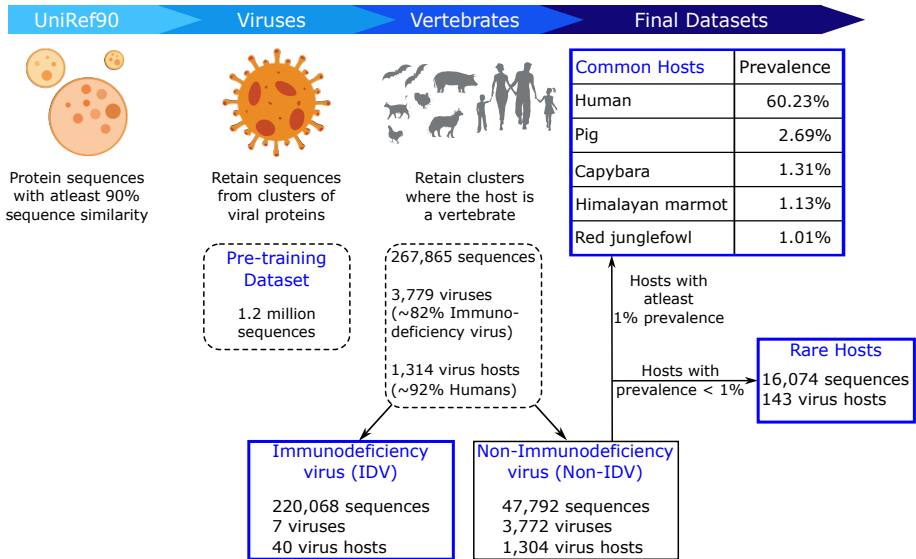 UniRef90
Viruses
Vertebrates
Final Datasets
Protein sequences
with atleast 90%
sequence similarity
Retain sequences
from clusters of
viral proteins
Pre-training
Dataset
1.2 million
sequences
Retain clusters
where the host is
a vertebrate
267,865 sequences
3,779 viruses
(~82% Immuno-
deficiency virus)
1,314 virus hosts
(~92% Humans)
Common Hosts Prevalence
Human 60.23%
Pig 2.69%
Capybara 1.31%
Himalayan marmot 1.13%
Red junglefowl 1.01%
Hosts with
atleast
1% prevalence
Hosts with
prevalence < 1%
Rare Hosts
16,074 sequences
143 virus hosts
Immunodeficiency
virus (IDV)
220,068 sequences
7 viruses
40 virus hosts
Non-Immunodeficiency
virus (Non-IDV)
47,792 sequences
3,772 viruses
1,304 virus hosts